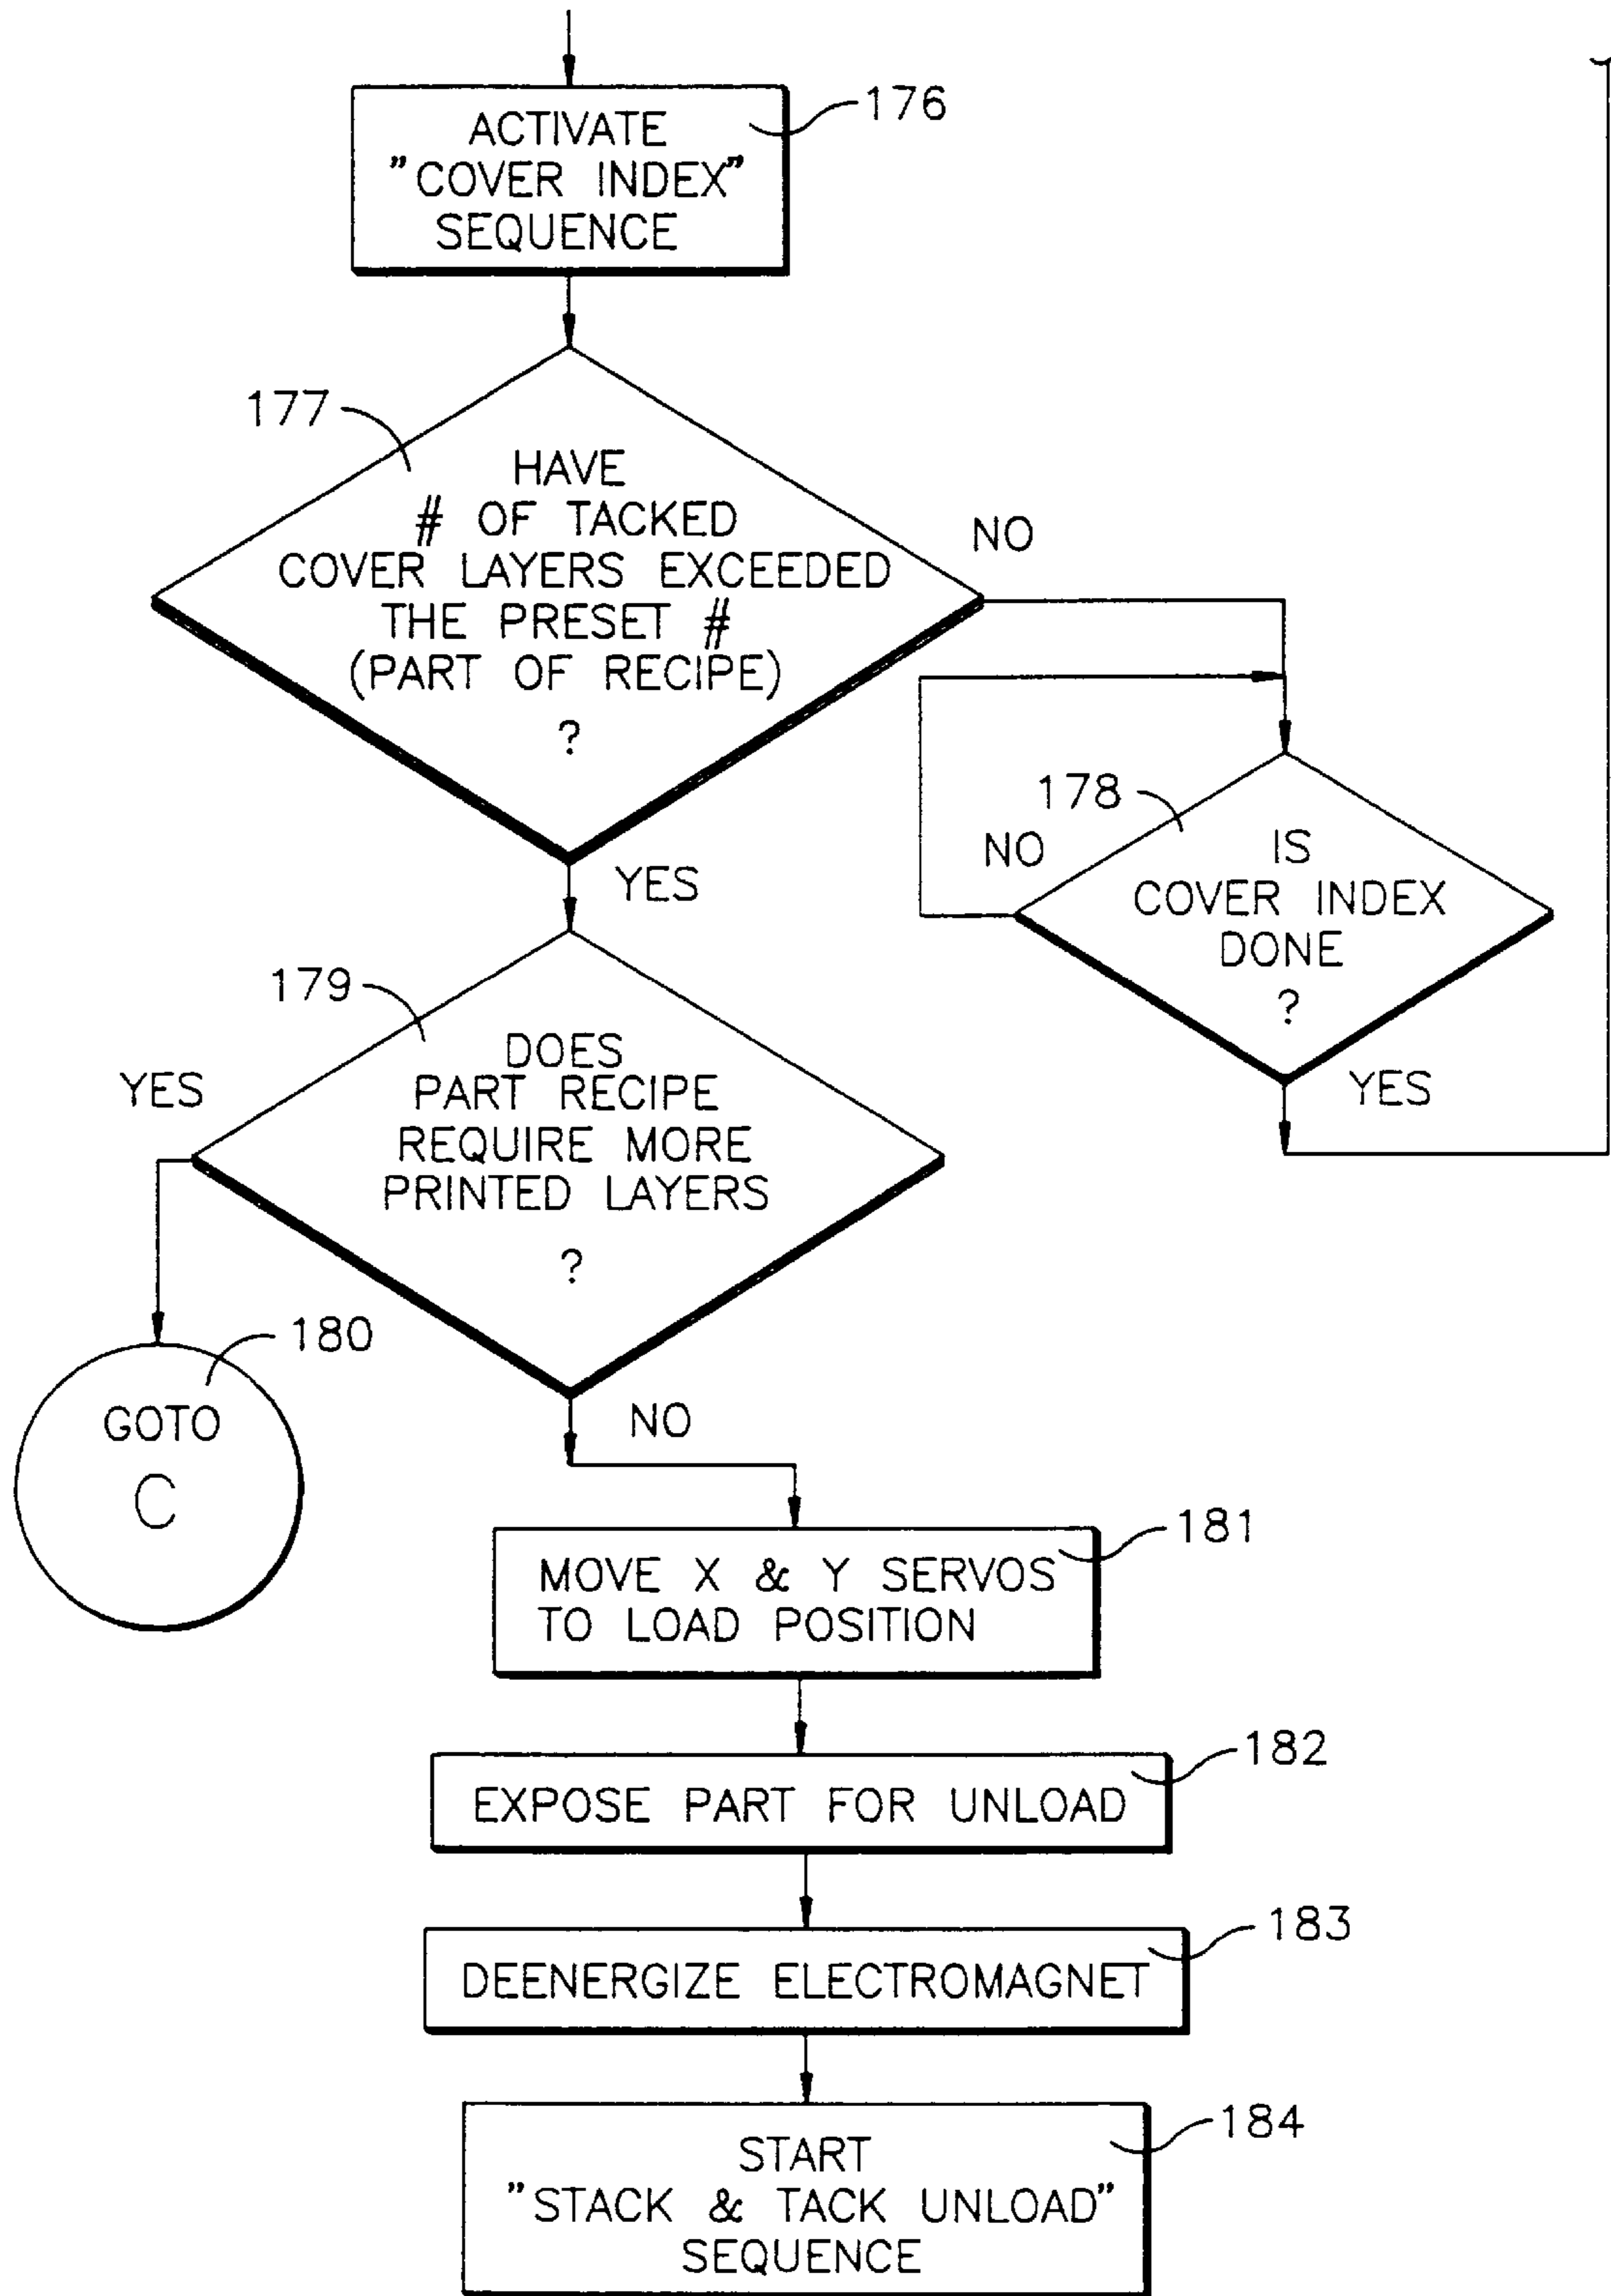 ACTIVATE
"COVER INDEX"
SEQUENCE
176
177
HAVE
# OF TACKED
COVER LAYERS EXCEEDED
THE PRESET #
(PART OF RECIPE)
?
NO
YES
178
NO
IS
COVER INDEX
DONE
?
YES
179
YES
DOES
PART RECIPE
REQUIRE MORE
PRINTED LAYERS
?
NO
180
GOTO
C
181
MOVE X & Y SERVOS
TO LOAD POSITION
182
EXPOSE PART FOR UNLOAD
183
DEENERGIZE ELECTROMAGNET
184
START
"STACK & TACK UNLOAD"
SEQUENCE